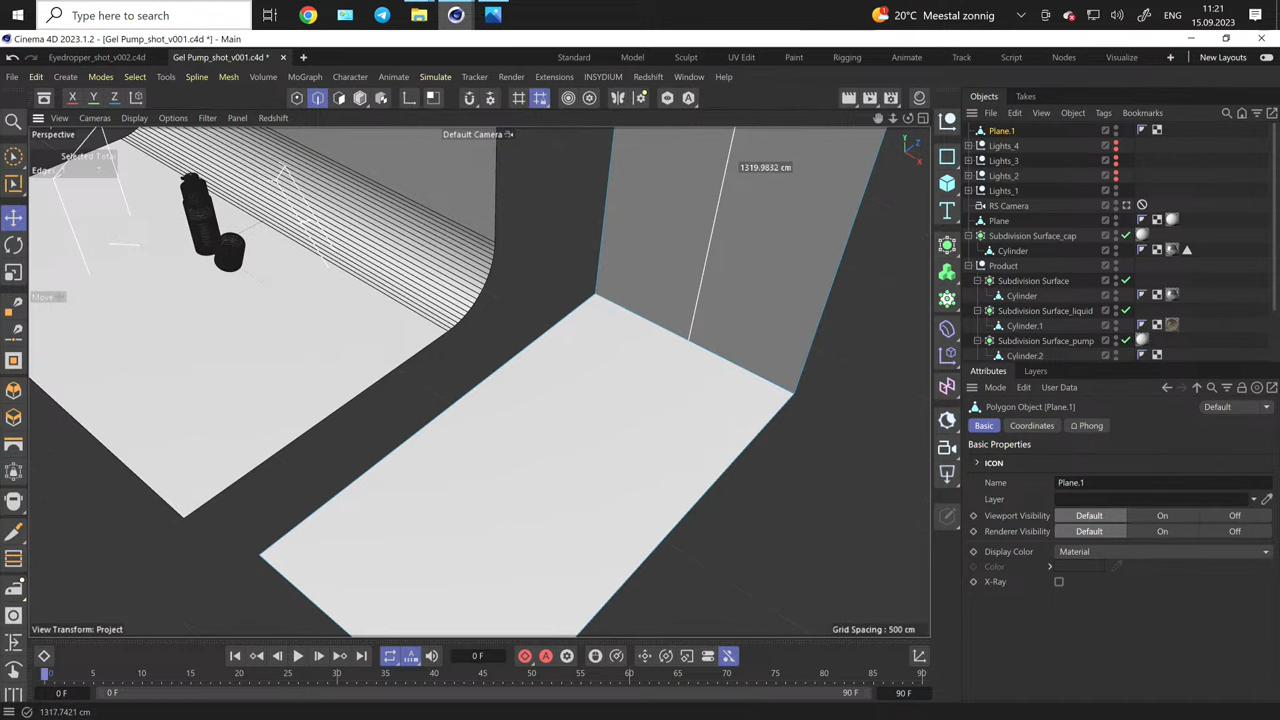 Type here to search
20°C Meestal zonnig
ENG
11:21
15.09.2023
Cinema 4D 2023.1.2 - [Gel Pump_shot_v001.c4d *] - Main
Eyedropper_shot_v002.c4d
Gel Pump_shot_v001.c4d *
Standard
Model
Sculpt
UV Edit
Paint
Rigging
Animate
Track
Script
Nodes
Visualize
New Layouts
File Edit Create Modes Select Tools Spline Mesh Volume MoGraph Character Animate Simulate Tracker Render Extensions INSYDIUM Redshift Window Help
X Y Z
View Cameras Display Options Filter Panel Redshift
Perspective
Default Camera
Selected Total
Edges 1
Move
1319.9832 cm
Y
Z
X
View Transform: Project
Grid Spacing : 500 cm
Objects
Takes
File Edit View Object Tags Bookmarks
Plane.1
Lights_4
Lights_3
Lights_2
Lights_1
RS Camera
Plane
Subdivision Surface_cap
Cylinder
Product
Subdivision Surface
Cylinder
Subdivision Surface_liquid
Cylinder.1
Subdivision Surface_pump
Cylinder.2
Attributes
Layers
Mode Edit User Data
Polygon Object [Plane.1]
Default
Basic
Coordinates
Phong
Basic Properties
ICON
Name
Plane.1
Layer
Viewport Visibility
Default
On
Off
Renderer Visibility
Default
On
Off
Display Color
Material
Color
X-Ray
0 F
0 5 10 15 20 25 30 35 40 45 50 55 60 65 70 75 80 85 90
0 F
0 F
90 F
90 F
1317.7421 cm